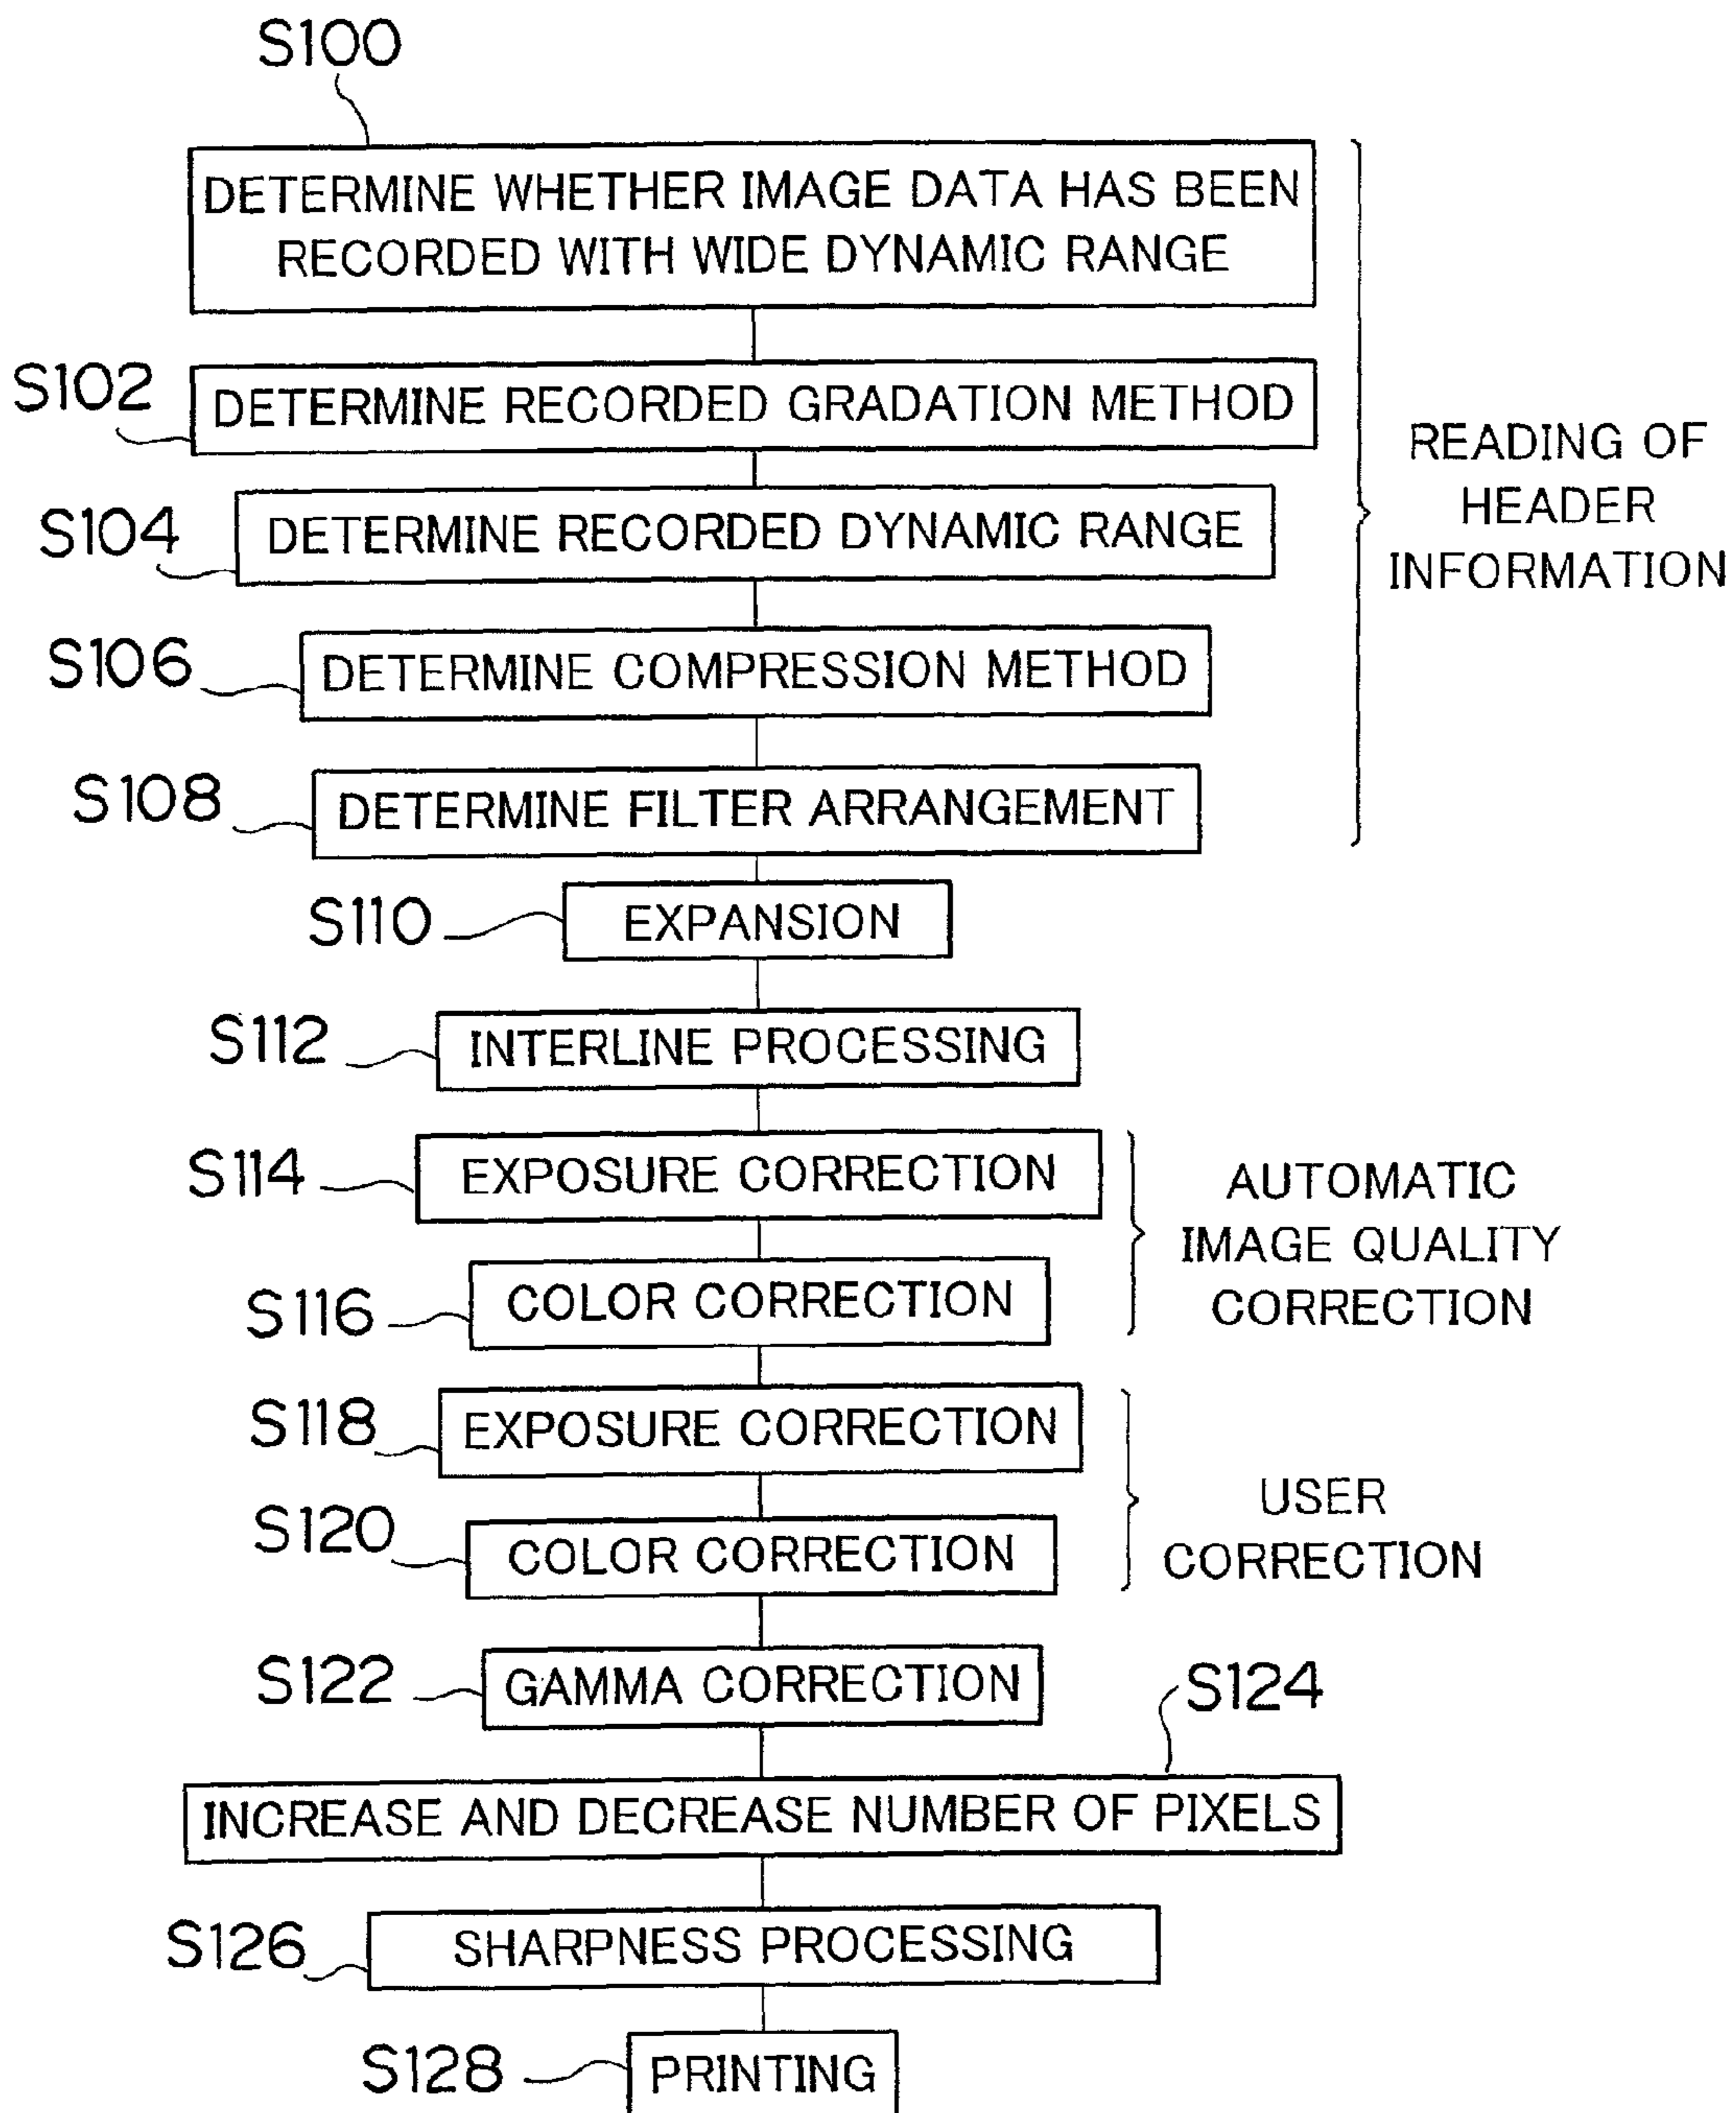 S100
DETERMINE WHETHER IMAGE DATA HAS BEEN
RECORDED WITH WIDE DYNAMIC RANGE
S102
DETERMINE RECORDED GRADATION METHOD
S104
DETERMINE RECORDED DYNAMIC RANGE
S106
DETERMINE COMPRESSION METHOD
S108
DETERMINE FILTER ARRANGEMENT
READING OF
HEADER
INFORMATION
S110
EXPANSION
S112
INTERLINE PROCESSING
S114
EXPOSURE CORRECTION
S116
COLOR CORRECTION
AUTOMATIC
IMAGE QUALITY
CORRECTION
S118
EXPOSURE CORRECTION
S120
COLOR CORRECTION
USER
CORRECTION
S122
GAMMA CORRECTION
S124
INCREASE AND DECREASE NUMBER OF PIXELS
S126
SHARPNESS PROCESSING
S128
PRINTING